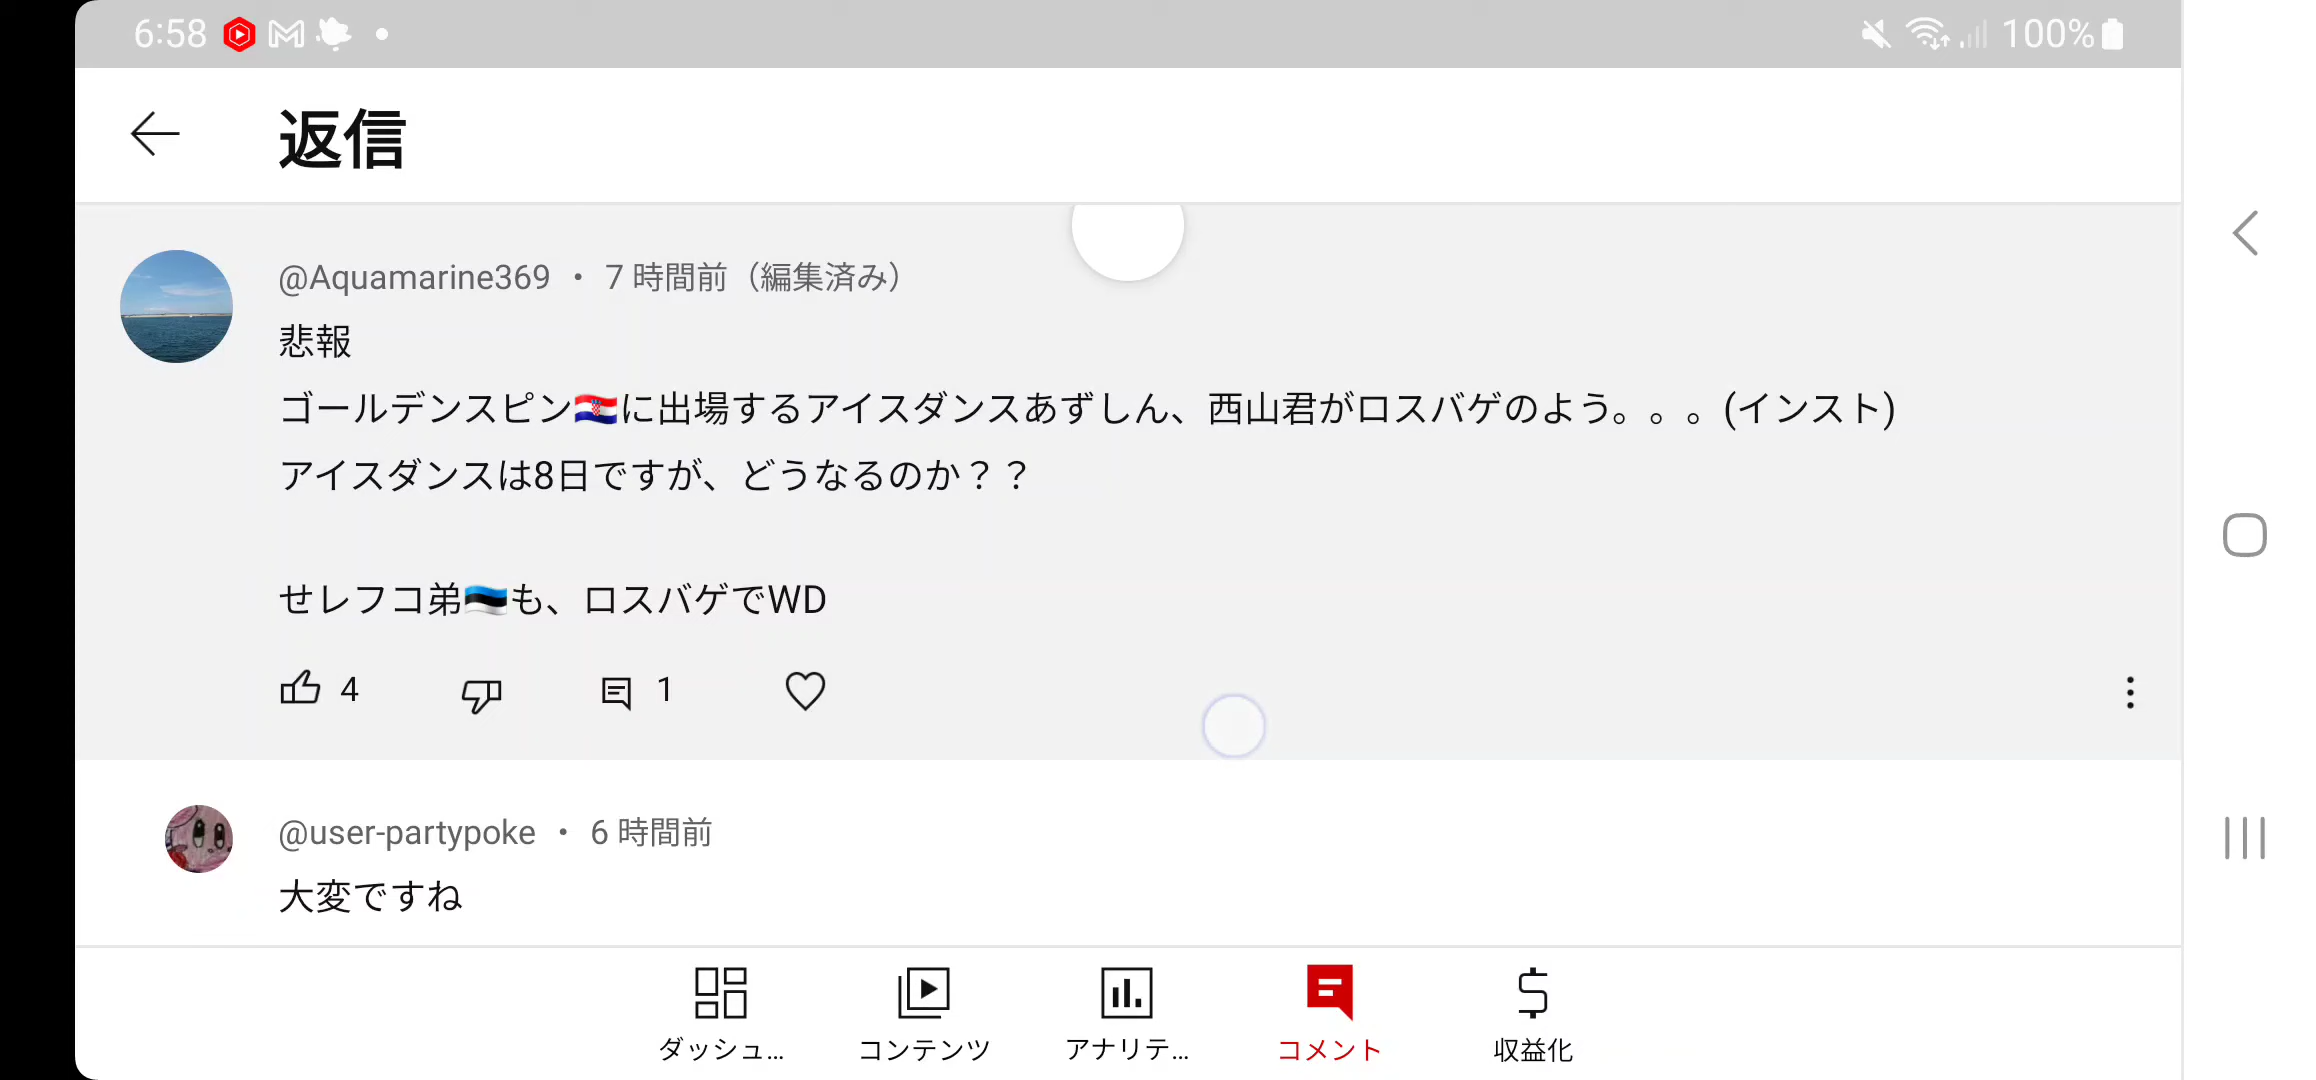 6:58
100%
返信
@Aquamarine369 ・ 7 時間前（編集済み）
悲報
ゴールデンスピン🇭🇷に出場するアイスダンスあずしん、西山君がロスバゲのよう。。。(インスト)
アイスダンスは8日ですが、どうなるのか？？
せレフコ弟🇪🇪も、ロスバゲでWD
4
1
@user-partypoke ・ 6 時間前
大変ですね
ダッシュ...
コンテンツ
アナリテ...
コメント
収益化